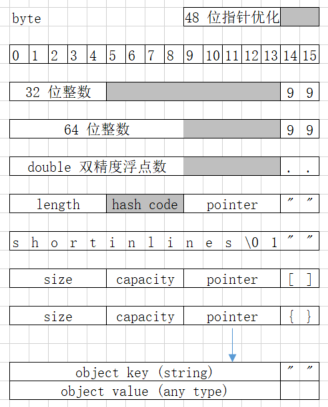 byte 48 位指针优化
0 1 2 3 4 5 6 7 8 9 10 11 12 13 14 15
32 位整数 9 9
64 位整数 9 9
double 双精度浮点数 . .
length hash code pointer " "
s h o r t i n l i n e s \0 1 " "
size capacity pointer [ ]
size capacity pointer { }
object key (string) " "
object value (any type)